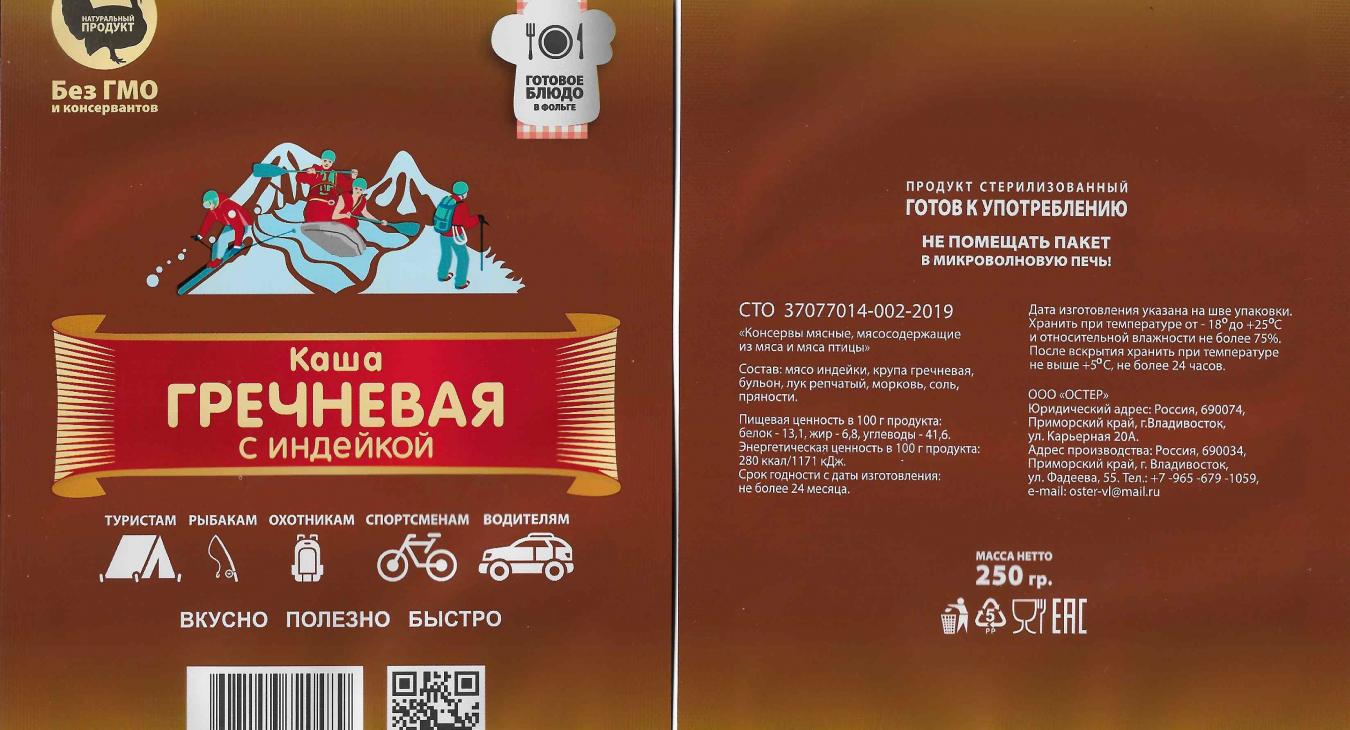 НАТУРАЛЬНЫЙ
ПРОДУКТ
Без ГМО
и консервантов
ГОТОВОЕ
БЛЮДО
В ФОЛЬГЕ
Каша
ГРЕЧНЕВАЯ
с индейкой
ТУРИСТАМ РЫБАКАМ ОХОТНИКАМ СПОРТСМЕНАМ ВОДИТЕЛЯМ
ВКУСНО ПОЛЕЗНО БЫСТРО
ПРОДУКТ СТЕРИЛИЗОВАННЫЙ
ГОТОВ К УПОТРЕБЛЕНИЮ
НЕ ПОМЕЩАТЬ ПАКЕТ
В МИКРОВОЛНОВУЮ ПЕЧЬ!
СТО 37077014-002-2019
«Консервы мясные, мясосодержащие
из мяса и мяса птицы»
Состав: мясо индейки, крупа гречневая,
бульон, лук репчатый, морковь, соль,
пряности.
Пищевая ценность в 100 г продукта:
белок - 13,1, жир - 6,8, углеводы - 41,6.
Энергетическая ценность в 100 г продукта:
280 ккал/1171 кДж.
Срок годности с даты изготовления:
не более 24 месяца.
Дата изготовления указана на шве упаковки.
Хранить при температуре от - 18⁰ до +25⁰С
и относительной влажности не более 75%.
После вскрытия хранить при температуре
не выше +5⁰С, не более 24 часов.
ООО «ОСТЕР»
Юридический адрес: Россия, 690074,
Приморский край, г.Владивосток,
ул. Карьерная 20А.
Адрес производства: Россия, 690034,
Приморский край, г. Владивосток,
ул. Фадеева, 55. Тел.: +7 -965 -679 -1059,
e-mail: oster-vl@mail.ru
МАССА НЕТТО
250 гр.
5
PP
EAC